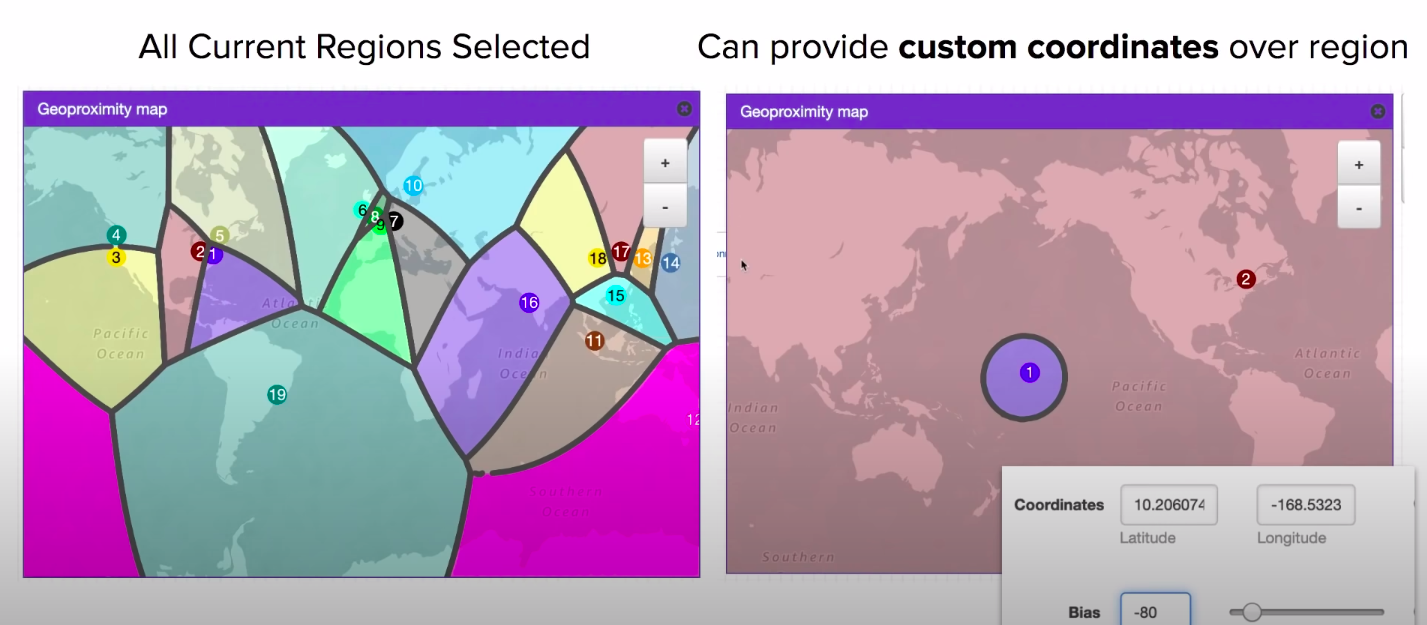 All Current Regions Selected
Can provide custom coordinates over region
Geoproximity map
+
-
10
6
8
9
7
4
5
2
1
3
18
17
13
14
16
15
Atlanti
Ocean
Pacific
Ocean
11
Indian
Ocean
19
12
Southern
Ocean
Geoproximity map
+
-
2
1
Atlantic
Ocean
Pacific
Ocean
Indian
Ocean
Southern
Coordinates
10.206074
-168.5323
Latitude
Longitude
Bias
-80